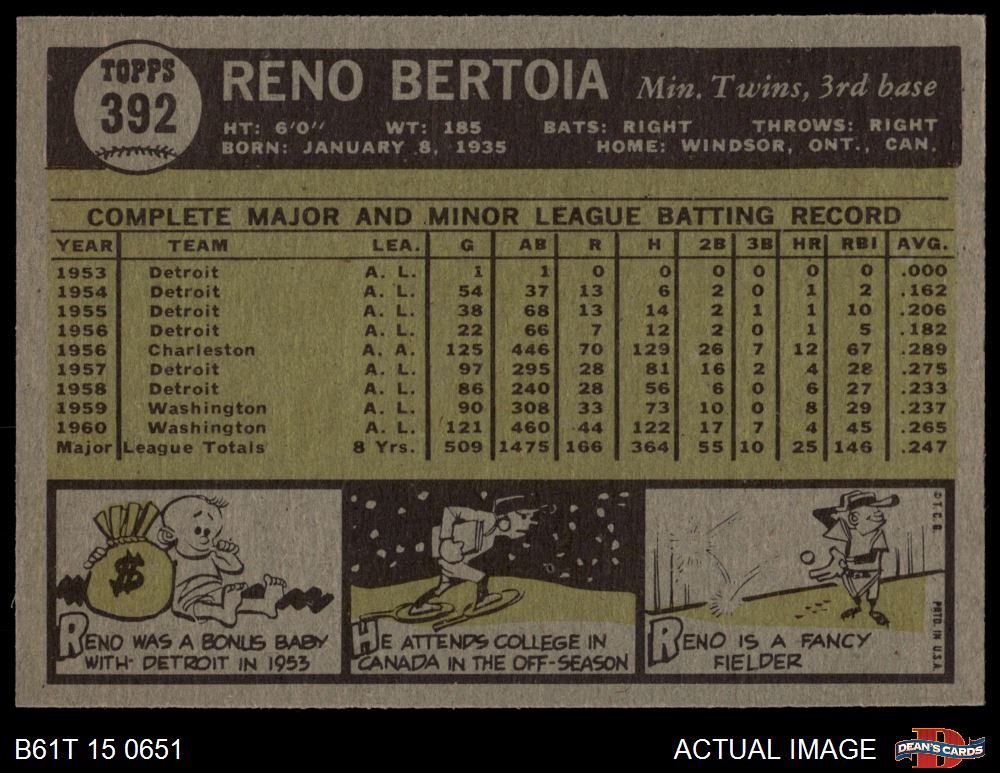 TOPPS
392
RENO BERTOIA Min. Twins, 3rd base
HT: 6'0" WT: 185 BATS: RIGHT THROWS: RIGHT
BORN: JANUARY 8, 1935 HOME: WINDSOR, ONT., CAN.
COMPLETE MAJOR AND MINOR LEAGUE BATTING RECORD
YEAR TEAM LEA. G AB R H 2B 3B HR RBI AVG.
1953 Detroit A. L. 1 1 0 0 0 0 0 0 .000
1954 Detroit A. L. 54 37 13 6 2 0 1 2 .162
1955 Detroit A. L. 38 68 13 14 2 1 1 10 .206
1956 Detroit A. L. 22 66 7 12 2 0 1 5 .182
1956 Charleston A. A. 125 446 70 129 26 7 12 67 .289
1957 Detroit A. L. 97 295 28 81 16 2 4 28 .275
1958 Detroit A. L. 86 240 28 56 6 0 6 27 .233
1959 Washington A. L. 90 308 33 73 10 0 8 29 .237
1960 Washington A. L. 121 460 44 122 17 7 4 45 .265
Major League Totals 8 Yrs. 509 1475 166 364 55 10 25 146 .247
$
RENO WAS A BONUS BABY
WITH DETROIT IN 1953
HE ATTENDS COLLEGE IN
CANADA IN THE OFF-SEASON
RENO IS A FANCY
FIELDER
© T.C.G.
PRTD. IN U.S.A.
B61T 15 0651
ACTUAL IMAGE
D
DEAN'S CARDS